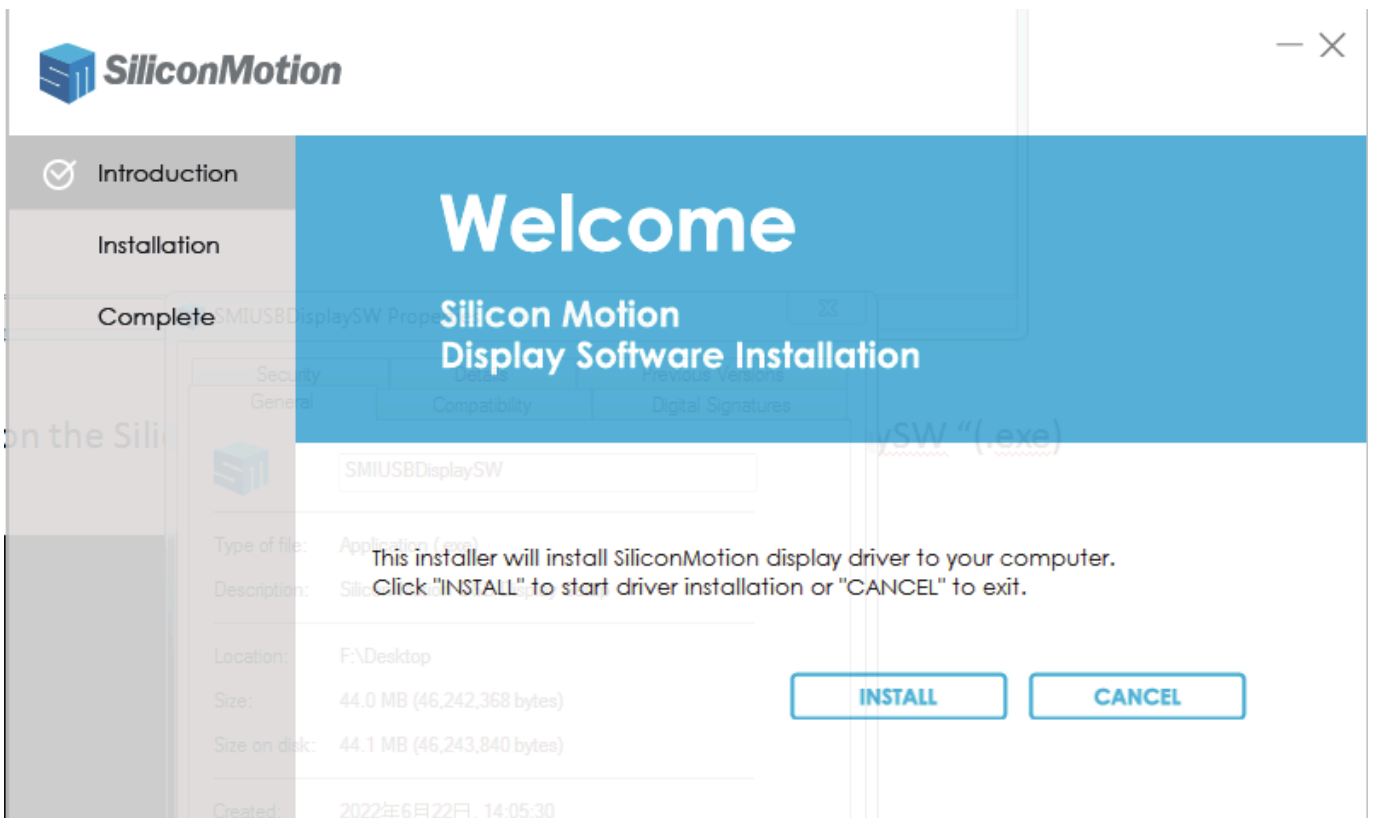 SiliconMotion
Introduction
Installation
Complete
Welcome
Silicon Motion
Display Software Installation
SMIUSBDisplaySW Prope
Security
Details
Previous Versions
General
Compatibility
Digital Signatures
on the Sili
aySW “(.exe)
SMIUSBDisplaySW
Type of file:
Application (.exe)
This installer will install SiliconMotion display driver to your computer.
Click "INSTALL" to start driver installation or "CANCEL" to exit.
Description:
Location:
F:\Desktop
Size:
44.0 MB (46,242,368 bytes)
INSTALL
CANCEL
Size on disk:
44.1 MB (46,243,840 bytes)
Created:
2022年6月22日, 14:05:30